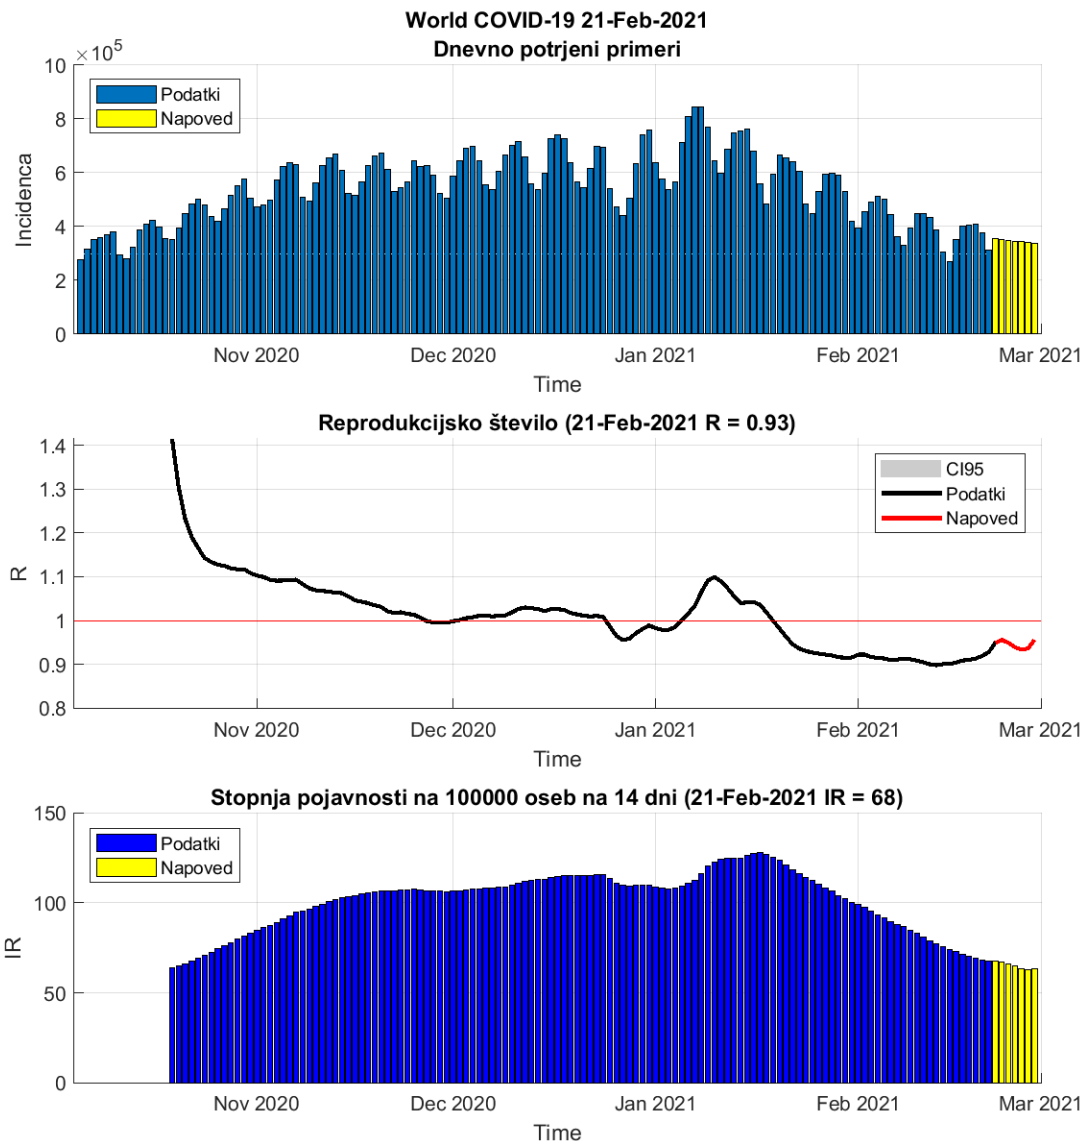 World COVID-19 21-Feb-2021
Dnevno potrjeni primeri
×10^5
10
8
6
4
2
0
Incidenca
Podatki
Napoved
Nov 2020 Dec 2020 Jan 2021 Feb 2021 Mar 2021
Time
Reprodukcijsko število (21-Feb-2021 R = 0.93)
1.4
1.3
1.2
1.1
1
0.9
0.8
R
CI95
Podatki
Napoved
Nov 2020 Dec 2020 Jan 2021 Feb 2021 Mar 2021
Time
Stopnja pojavnosti na 100000 oseb na 14 dni (21-Feb-2021 IR = 68)
150
100
50
0
IR
Podatki
Napoved
Nov 2020 Dec 2020 Jan 2021 Feb 2021 Mar 2021
Time